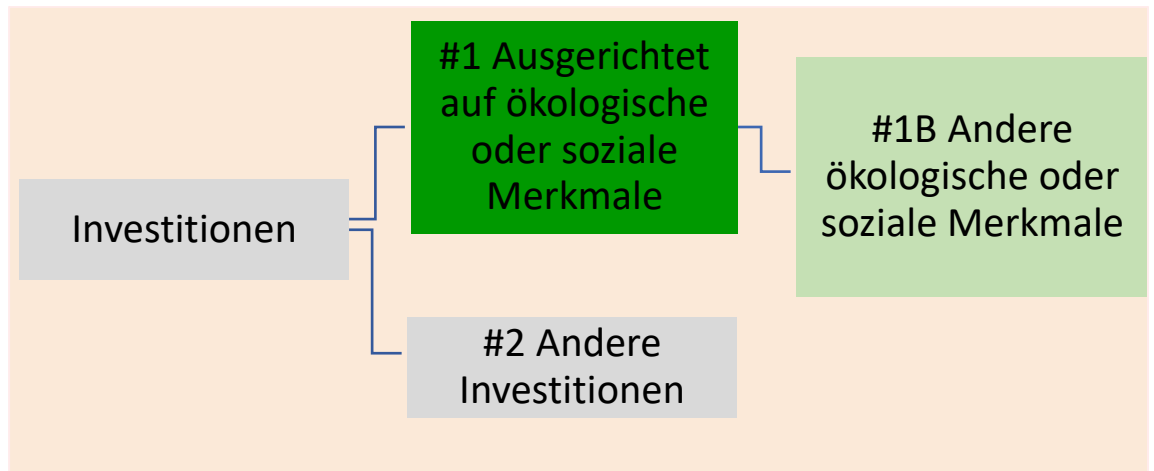 #1 Ausgerichtet
auf ökologische
oder soziale
Merkmale
#1B Andere
ökologische oder
soziale Merkmale
Investitionen
#2 Andere
Investitionen